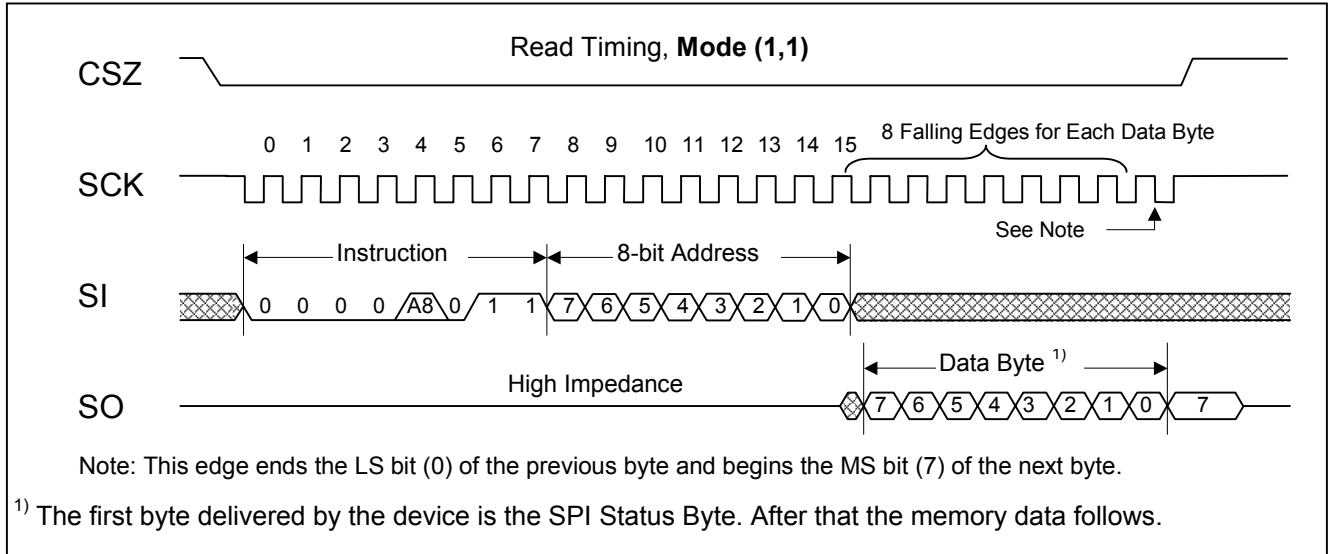 Read Timing, Mode (1,1)
CSZ
8 Falling Edges for Each Data Byte
0 1 2 3 4 5 6 7 8 9 10 11 12 13 14 15
SCK
See Note
Instruction 8-bit Address
SI
0 0 0 0 A8 0 1 1 7 6 5 4 3 2 1 0
Data Byte 1)
High Impedance
SO
7 6 5 4 3 2 1 0 7
Note: This edge ends the LS bit (0) of the previous byte and begins the MS bit (7) of the next byte.
1) The first byte delivered by the device is the SPI Status Byte. After that the memory data follows.